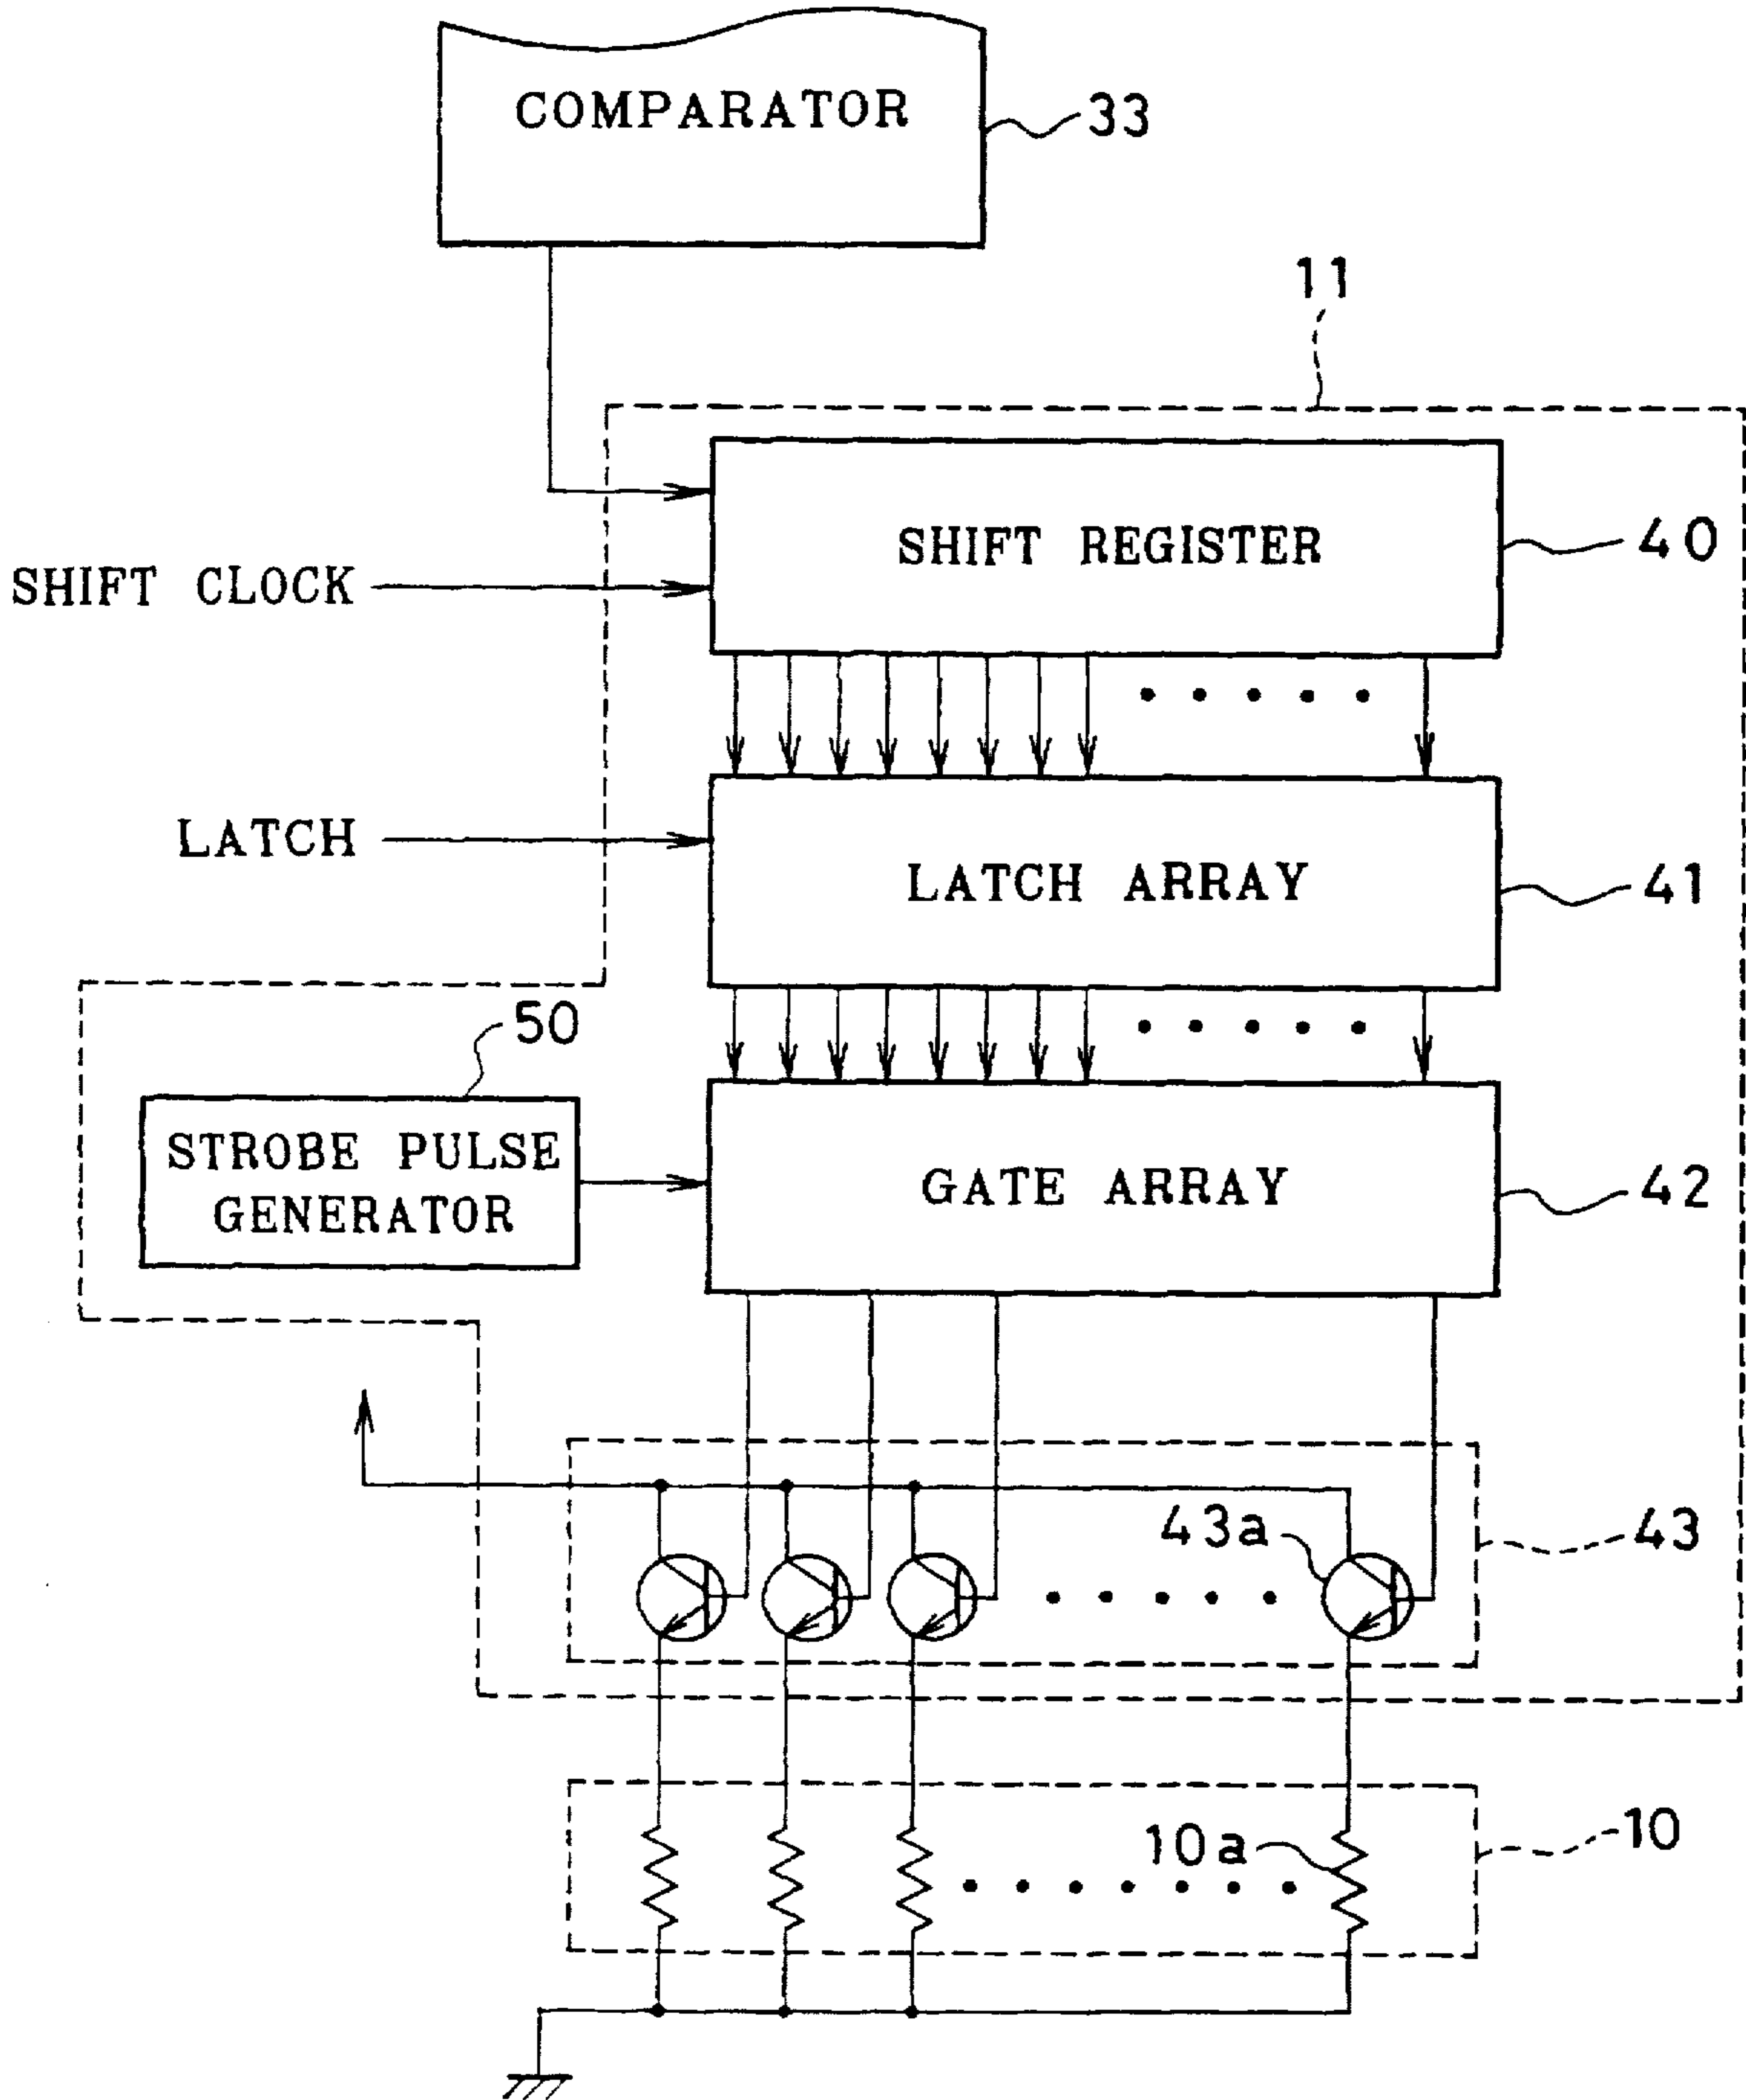 COMPARATOR
33
11
SHIFT REGISTER
40
SHIFT CLOCK
LATCH
LATCH ARRAY
41
50
STROBE PULSE
GENERATOR
GATE ARRAY
42
43a
43
10a
10